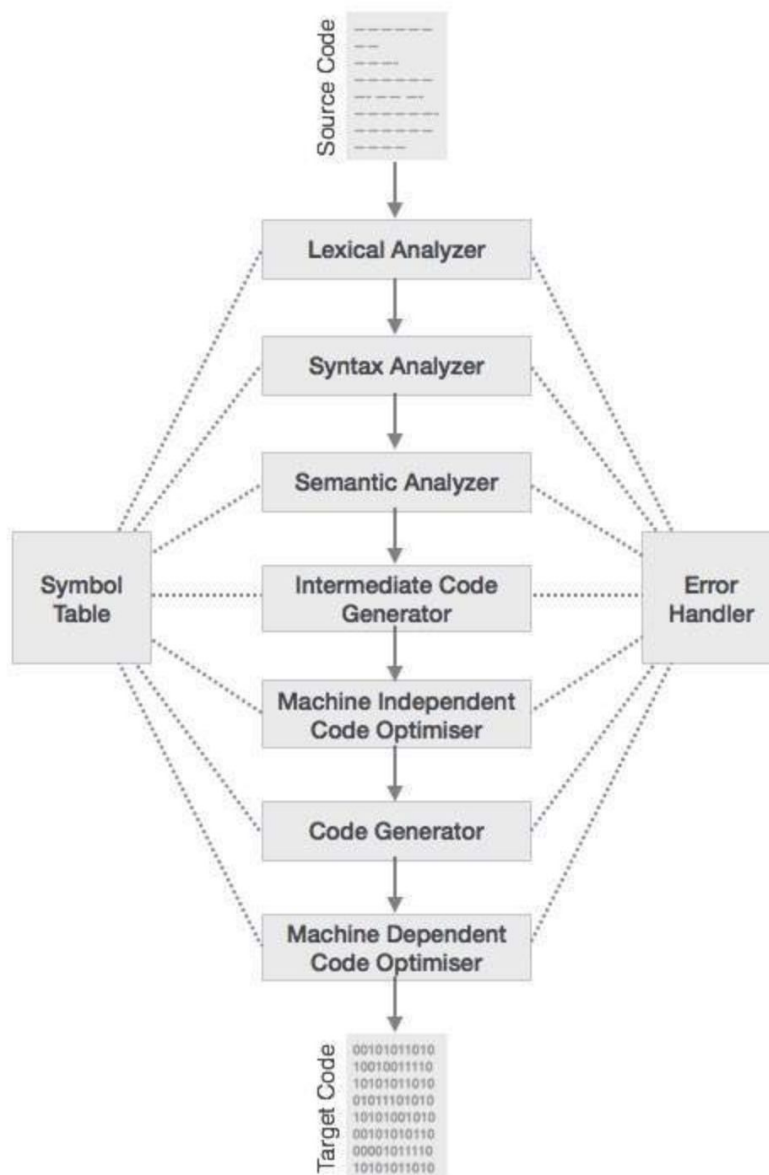 Source Code
Lexical Analyzer
Syntax Analyzer
Semantic Analyzer
Symbol
Table
Intermediate Code
Generator
Error
Handler
Machine Independent
Code Optimiser
Code Generator
Machine Dependent
Code Optimiser
Target Code
00101011010
10010011110
10101011010
01011101010
10101001010
00101010110
00001011110
10101011010